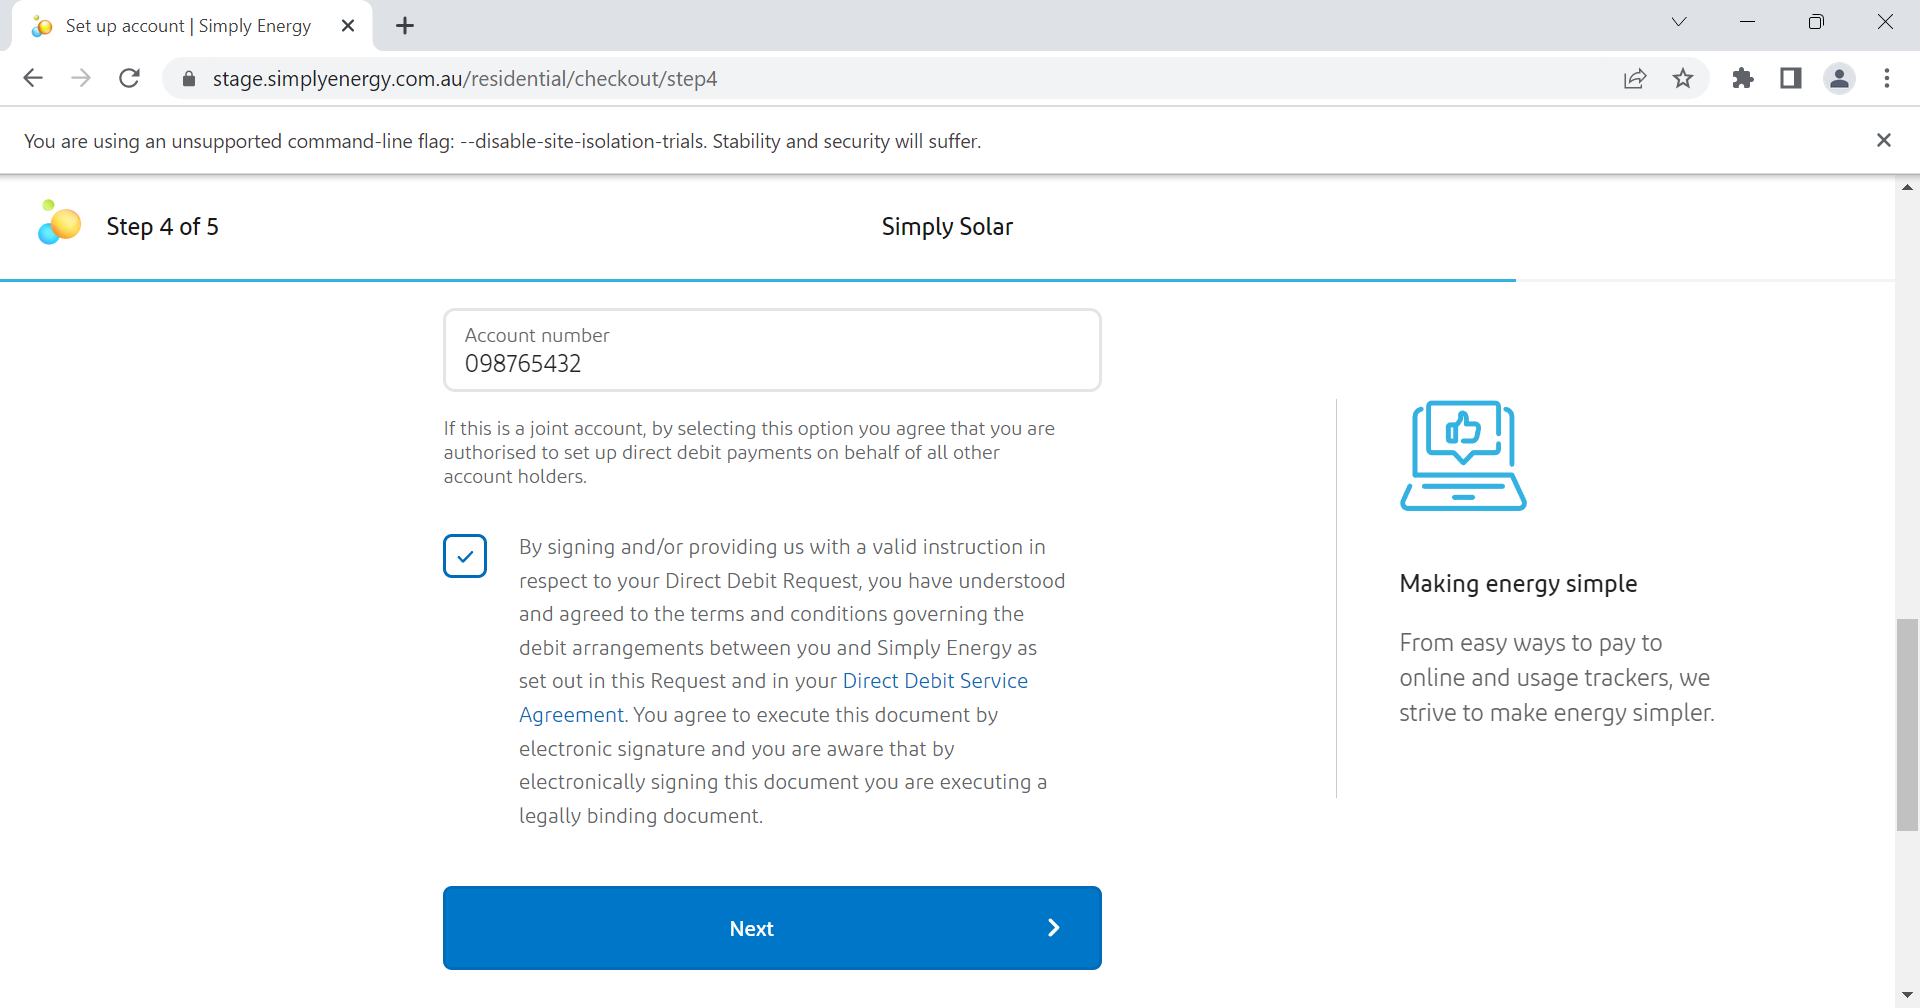 Set up account | Simply Energy
stage.simplyenergy.com.au/residential/checkout/step4
You are using an unsupported command-line flag: --disable-site-isolation-trials. Stability and security will suffer.
Step 4 of 5
Simply Solar
Account number
098765432
If this is a joint account, by selecting this option you agree that you are
authorised to set up direct debit payments on behalf of all other
account holders.
By signing and/or providing us with a valid instruction in
respect to your Direct Debit Request, you have understood
and agreed to the terms and conditions governing the
debit arrangements between you and Simply Energy as
set out in this Request and in your Direct Debit Service
Agreement. You agree to execute this document by
electronic signature and you are aware that by
electronically signing this document you are executing a
legally binding document.
Next
Making energy simple
From easy ways to pay to
online and usage trackers, we
strive to make energy simpler.